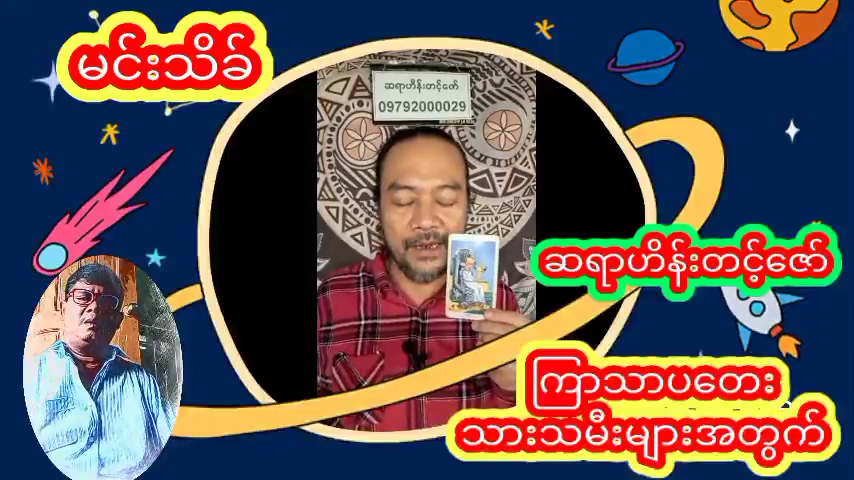 မင်းသိခ်
ဆရာဟိန်းတင့်ဇော်
09792000029
ဆရာဟိန်းတင့်ဇော်
ကြာသာပတေး
သားသမီးများအတွက်